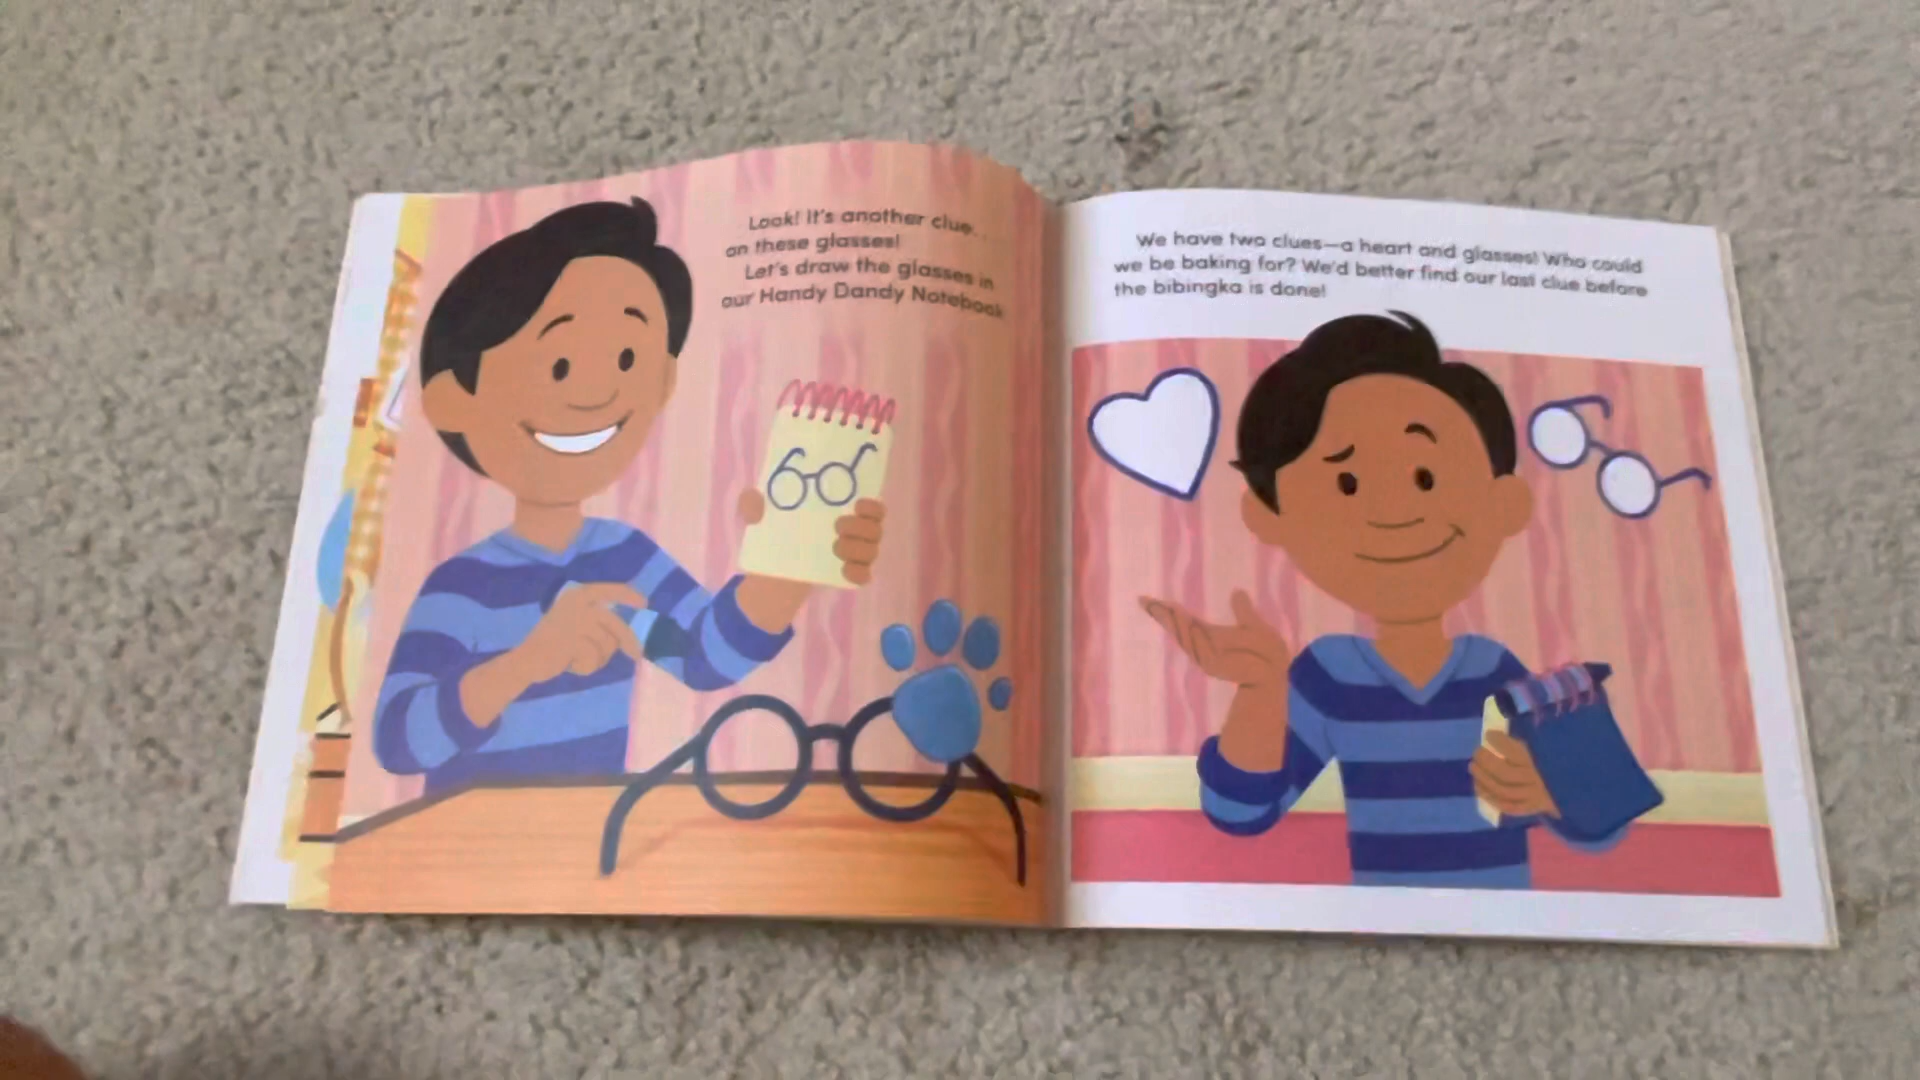 Look! It's another clue...
on these glasses!
Let's draw the glasses in
our Handy Dandy Notebook.
We have two clues—a heart and glasses! Who could
we be baking for? We'd better find our last clue before
the bibingka is done!